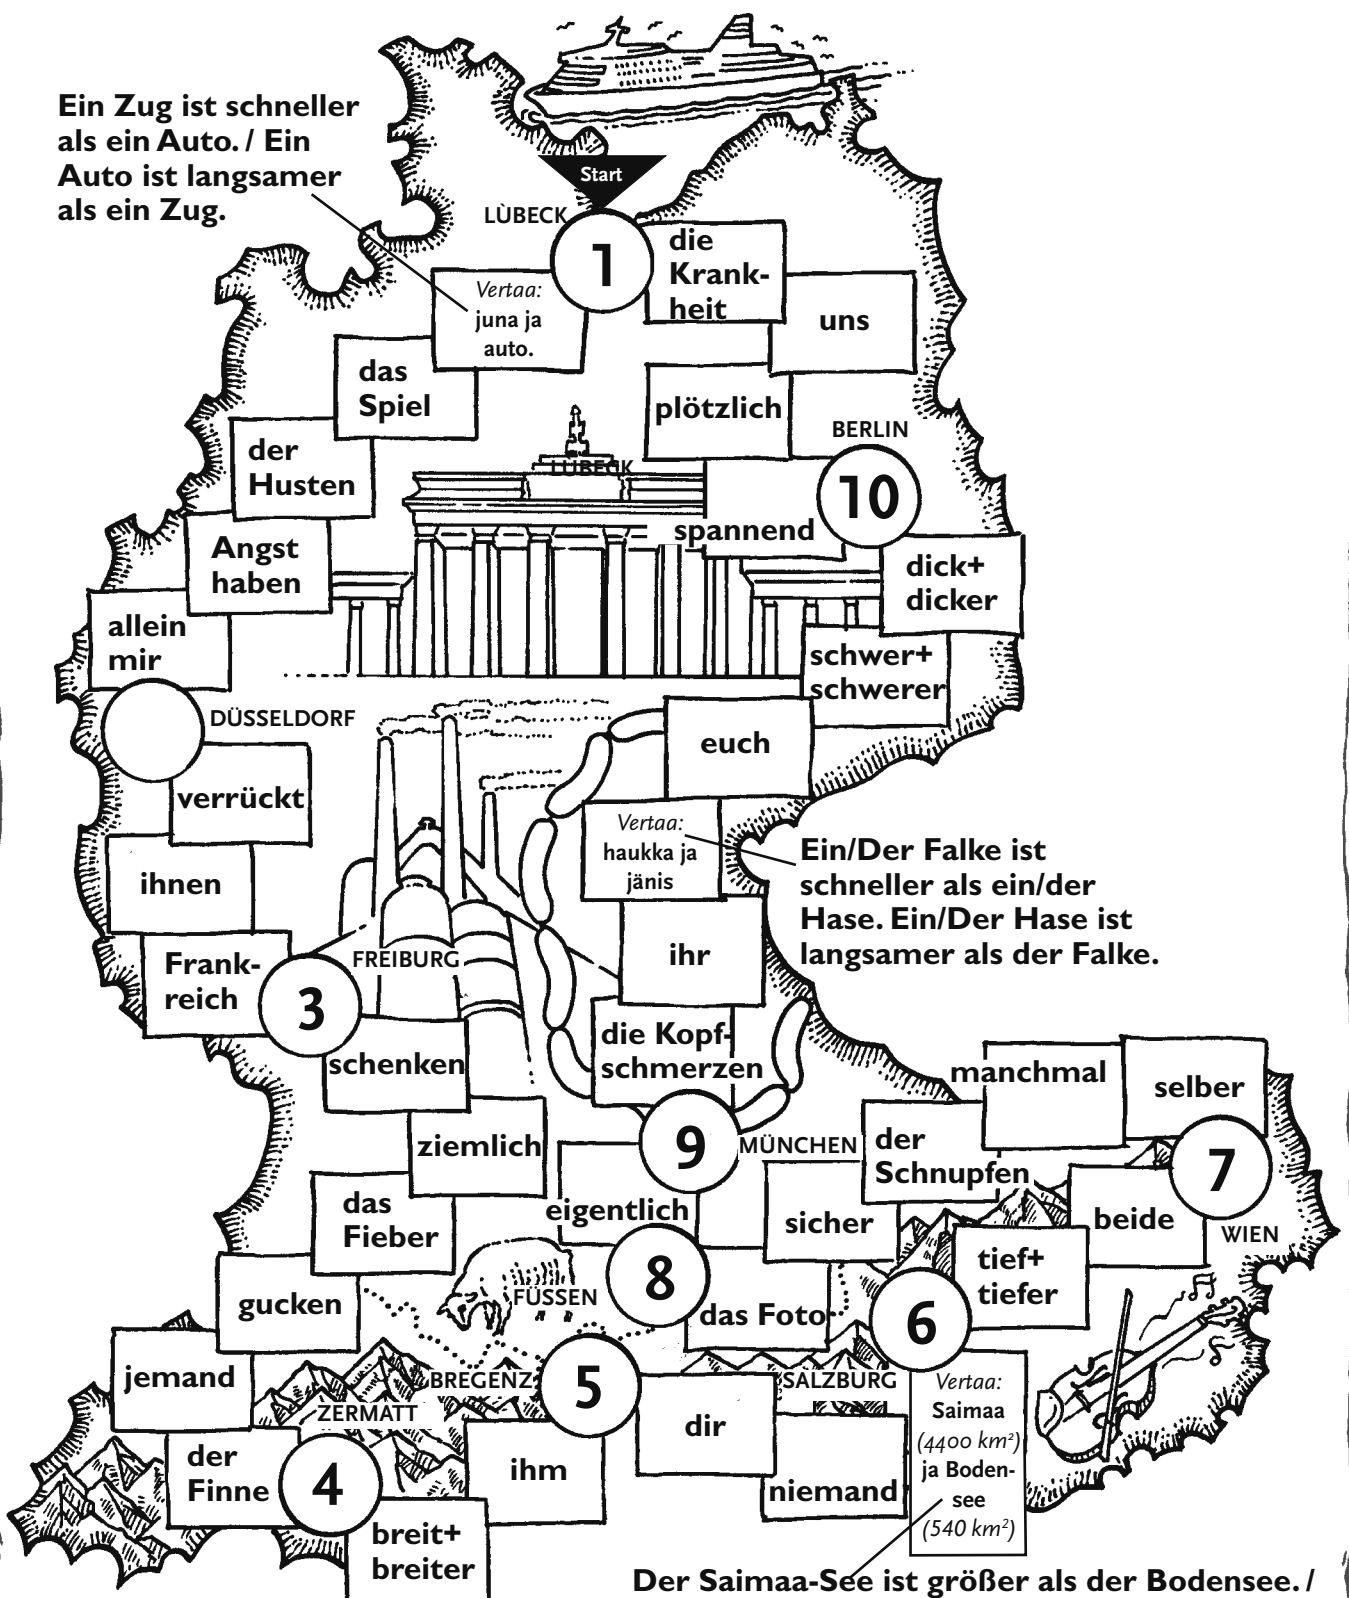 Ein Zug ist schneller
als ein Auto. / Ein
Auto ist langsamer
als ein Zug.
Start
LÙBECK
1
die
Krank-
heit
uns
Vertaa:
juna ja
auto.
das
Spiel
plötzlich
BERLIN
10
der
Husten
LÜBECK
spannend
Angst
haben
dick+
dicker
allein
mir
schwer+
schwerer
DÜSSELDORF
euch
verrückt
Vertaa:
haukka ja
jänis
Ein/Der Falke ist
schneller als ein/der
Hase. Ein/Der Hase ist
langsamer als der Falke.
ihnen
ihr
Frank-
reich
3
FREIBURG
schenken
die Kopf-
schmerzen
manchmal
selber
ziemlich
9
MÜNCHEN
der
Schnupfen
7
das
Fieber
eigentlich
sicher
beide
WIEN
gucken
FÜSSEN
8
das Foto
6
tief+
tiefer
jemand
BREGENZ
5
SALZBURG
ZERMATT
dir
Vertaa:
Saimaa
(4400 km²)
ja Boden-
see
(540 km²)
der
Finne
4
ihm
niemand
breit+
breiter
Der Saimaa-See ist größer als der Bodensee. /